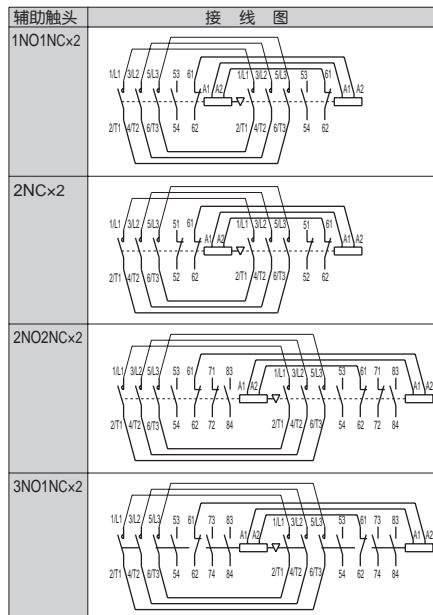 辅助触头 接 线 图
1NO1NC×2
1/L1 3/L2 5/L3 53 61 A1 A2 1/L1 3/L2 5/L3 53 61 A1 A2
2/T1 4/T2 6/T3 54 62 2/T1 4/T2 6/T3 54 62
2NC×2
1/L1 3/L2 5/L3 51 61 A1 A2 1/L1 3/L2 5/L3 51 61 A1 A2
2/T1 4/T2 6/T3 52 62 2/T1 4/T2 6/T3 52 62
2NO2NC×2
1/L1 3/L2 5/L3 53 61 71 83 A1 A2 1/L1 3/L2 5/L3 53 61 71 83 A1 A2
2/T1 4/T2 6/T3 54 62 72 84 2/T1 4/T2 6/T3 54 62 72 84
3NO1NC×2
1/L1 3/L2 5/L3 53 61 73 83 A1 A2 1/L1 3/L2 5/L3 53 61 73 83 A1 A2
2/T1 4/T2 6/T3 54 62 74 84 2/T1 4/T2 6/T3 54 62 74 84